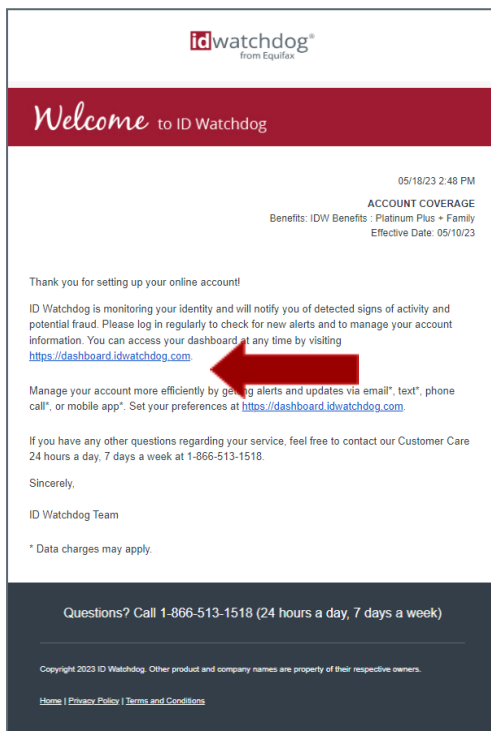 idwatchdog®
from Equifax
Welcome to ID Watchdog
05/18/23 2:48 PM
ACCOUNT COVERAGE
Benefits: IDW Benefits : Platinum Plus + Family
Effective Date: 05/10/23
Thank you for setting up your online account!
ID Watchdog is monitoring your identity and will notify you of detected signs of activity and
potential fraud. Please log in regularly to check for new alerts and to manage your account
information. You can access your dashboard at any time by visiting
https://dashboard.idwatchdog.com.
Manage your account more efficiently by getting alerts and updates via email*, text*, phone
call*, or mobile app*. Set your preferences at https://dashboard.idwatchdog.com.
If you have any other questions regarding your service, feel free to contact our Customer Care
24 hours a day, 7 days a week at 1-866-513-1518.
Sincerely,
ID Watchdog Team
* Data charges may apply.
Questions? Call 1-866-513-1518 (24 hours a day, 7 days a week)
Copyright 2023 ID Watchdog. Other product and company names are property of their respective owners.
Home | Privacy Policy | Terms and Conditions